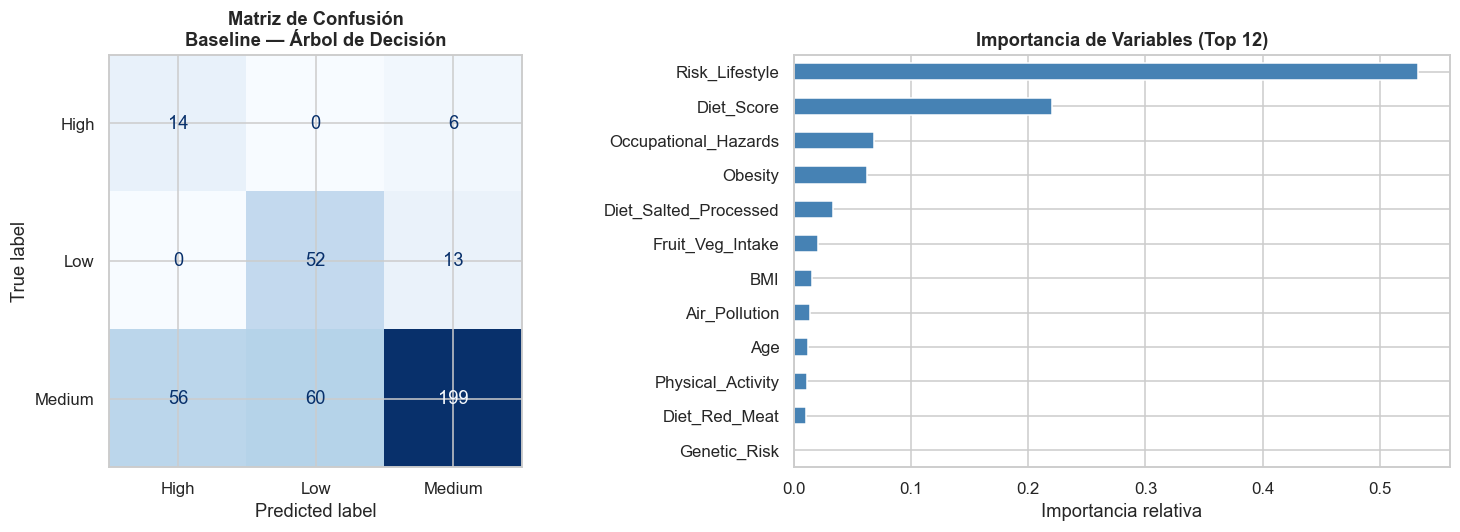 Matriz de Confusión
Baseline — Árbol de Decisión
High
14
0
6
Low
0
52
13
Medium
56
60
199
High
Low
Medium
True label
Predicted label
Importancia de Variables (Top 12)
Risk_Lifestyle
Diet_Score
Occupational_Hazards
Obesity
Diet_Salted_Processed
Fruit_Veg_Intake
BMI
Air_Pollution
Age
Physical_Activity
Diet_Red_Meat
Genetic_Risk
0.0
0.1
0.2
0.3
0.4
0.5
Importancia relativa